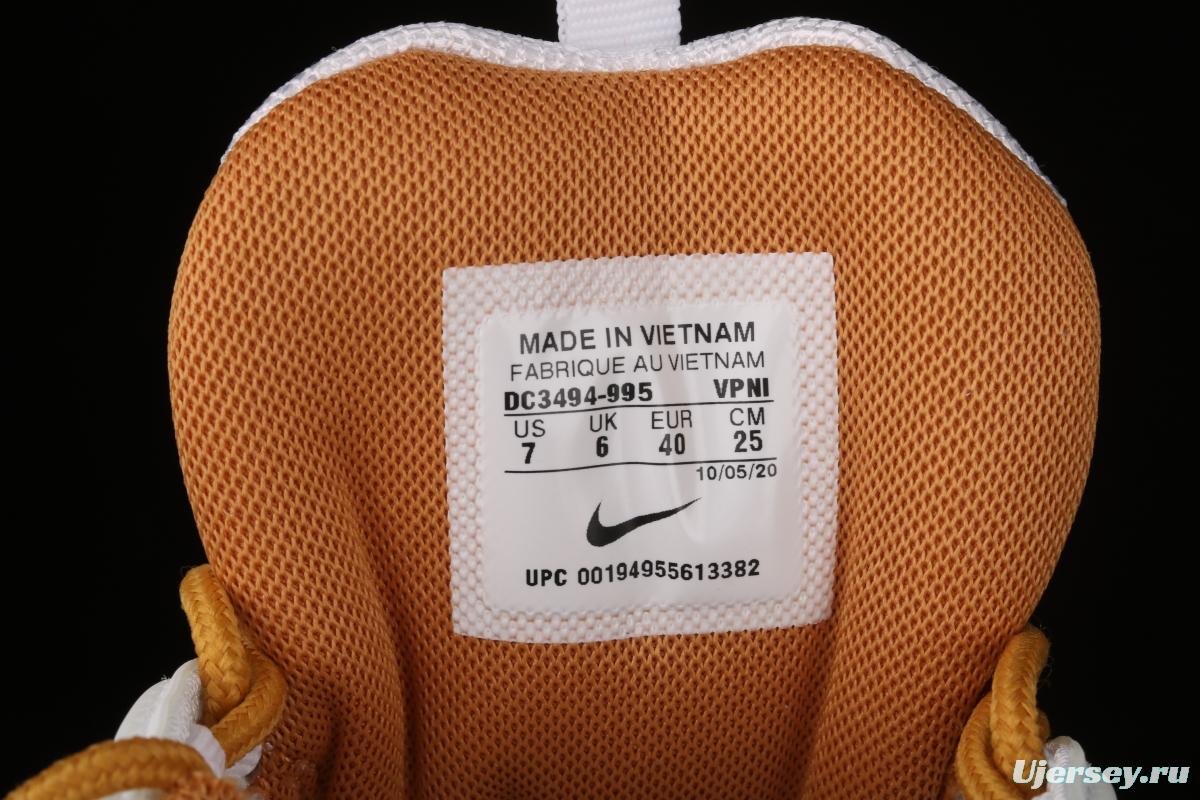 MADE IN VIETNAM
FABRIQUE AU VIETNAM
DC3494-995 VPNI
US UK EUR CM
7 6 40 25
10/05/20
UPC 00194955613382
Ujersey.ru